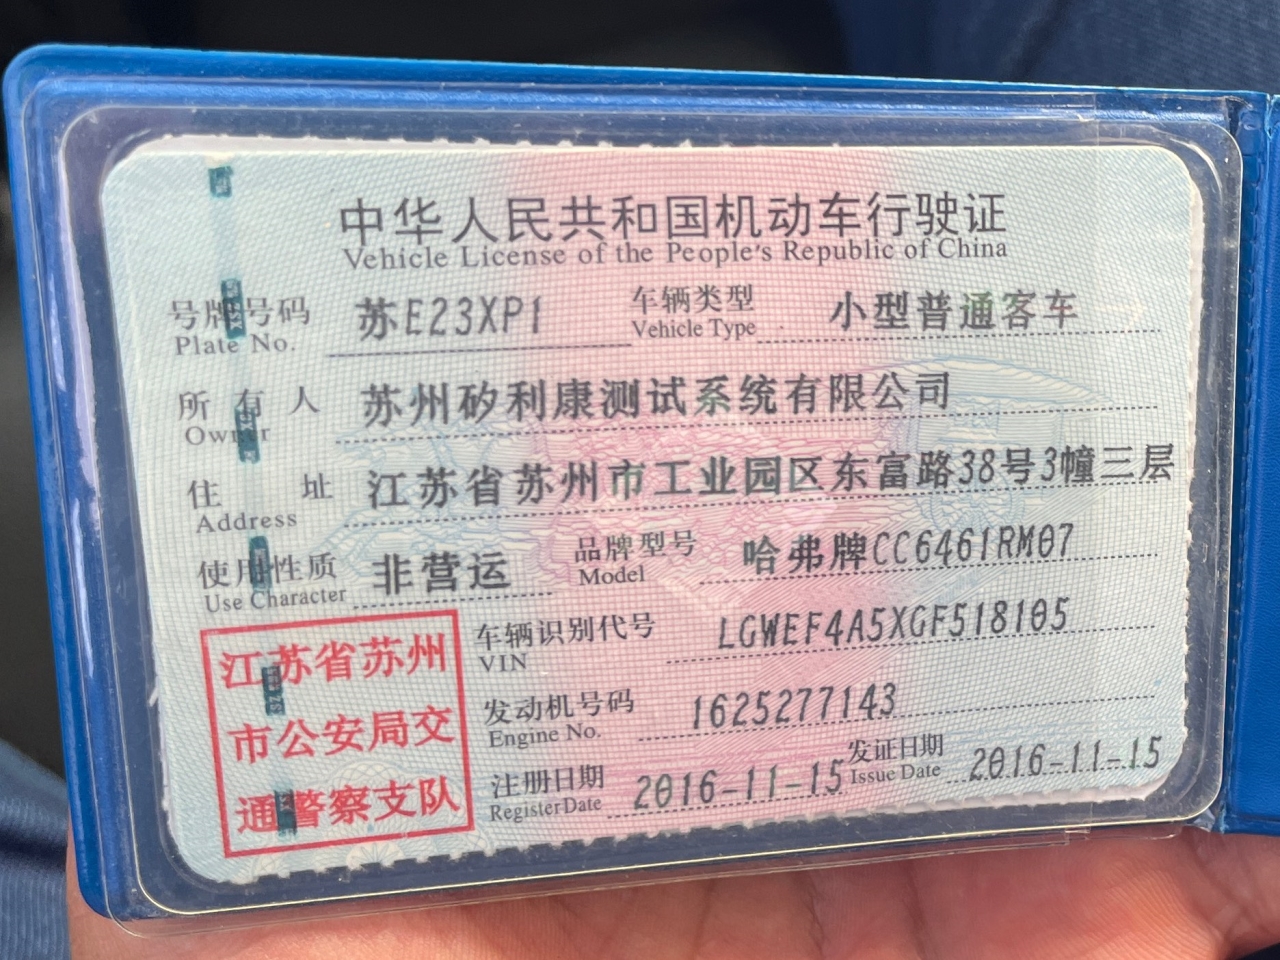 中华人民共和国机动车行驶证
Vehicle License of the People's Republic of China
号牌号码 苏E23XP1 车辆类型 小型普通客车
Plate No. Vehicle Type
所有人 苏州矽利康测试系统有限公司
Owner
住址 江苏省苏州市工业园区东富路38号3幢三层
Address
使用性质 非营运 品牌型号 哈弗牌CC6461RM07
Use Character Model
车辆识别代号 LGWEF4A5XGF518105
VIN
发动机号码 1625277143
Engine No.
注册日期 2016-11-15 发证日期 2016-11-15
Register Date Issue Date
江苏省苏州
市公安局交
通警察支队